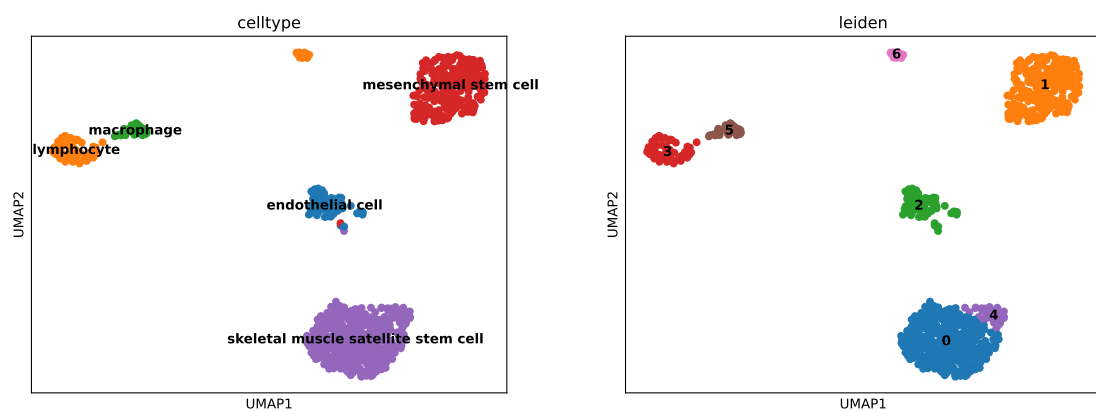 celltype
mesenchymal stem cell
macrophage
lymphocyte
endothelial cell
skeletal muscle satellite stem cell
UMAP1
UMAP2
leiden
6
1
5
3
2
4
0
UMAP1
UMAP2